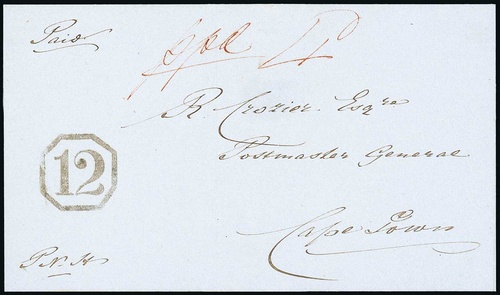 Paid
R. Crozier Esqre
Postmaster General
12
Cape Town